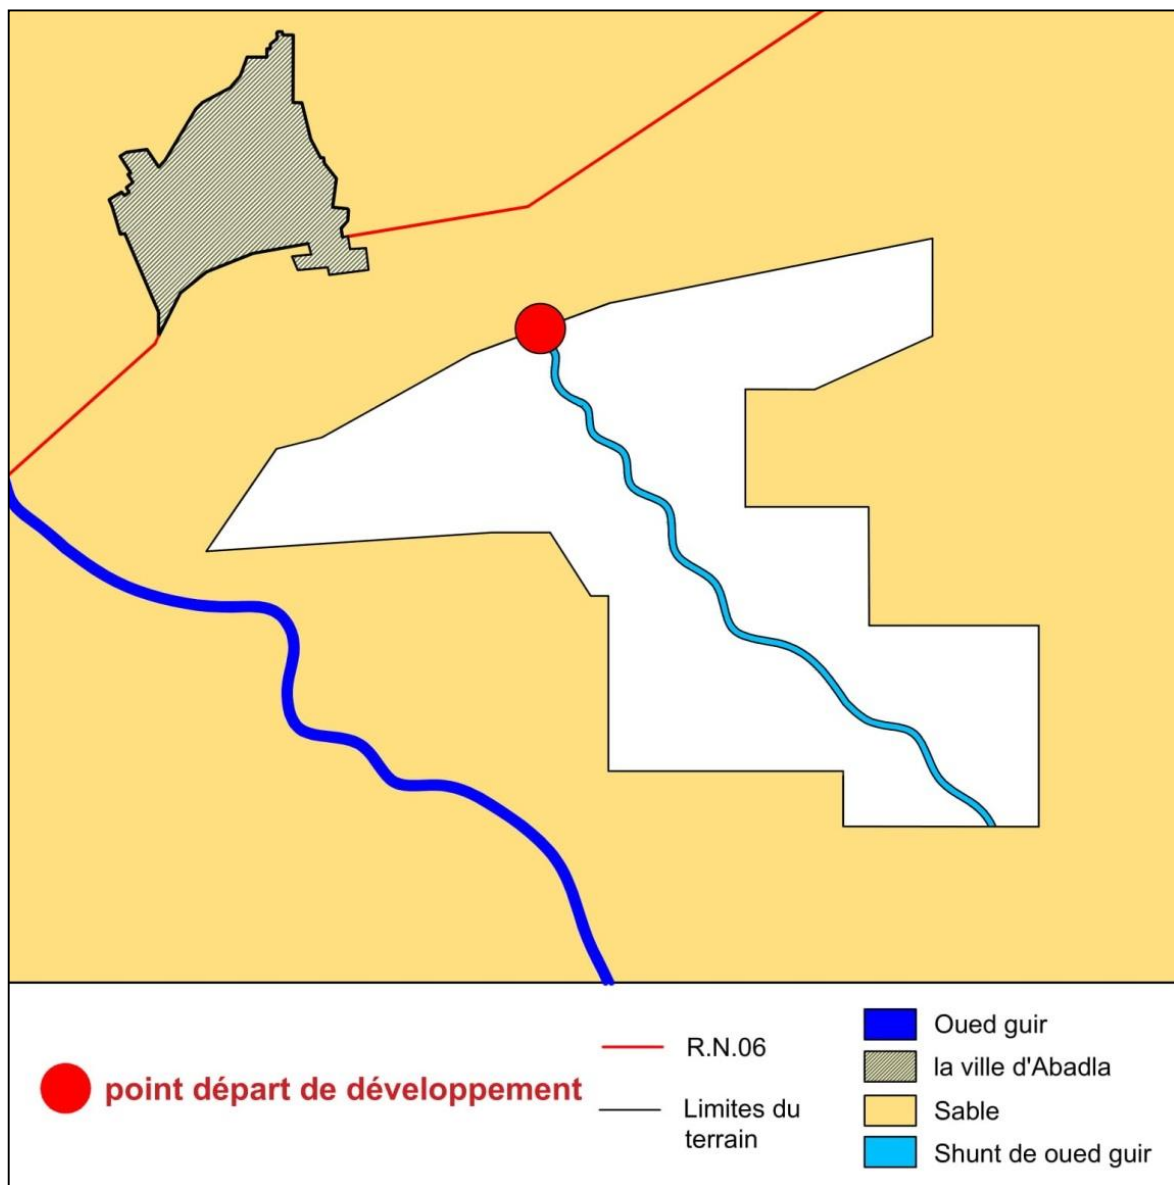 point départ de développement
R.N.06
Limites du
terrain
Oued guir
la ville d'Abadla
Sable
Shunt de oued guir